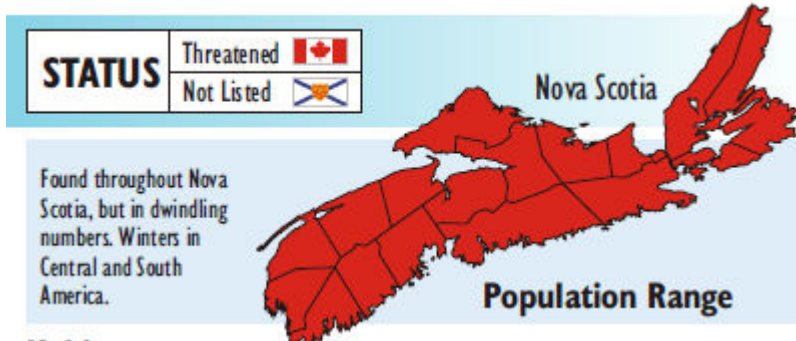 STATUS
Threatened
Not Listed
Nova Scotia
Found throughout Nova
Scotia, but in dwindling
numbers. Winters in
Central and South
America.
Population Range